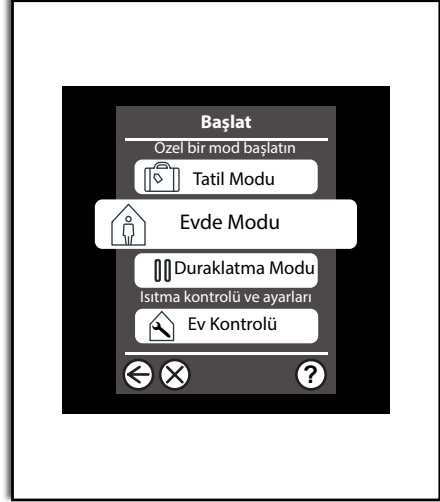 Başlat
Özel bir mod başlatın
Tatil Modu
Evde Modu
Duraklatma Modu
Isıtma kontrolü ve ayarları
Ev Kontrolü
?